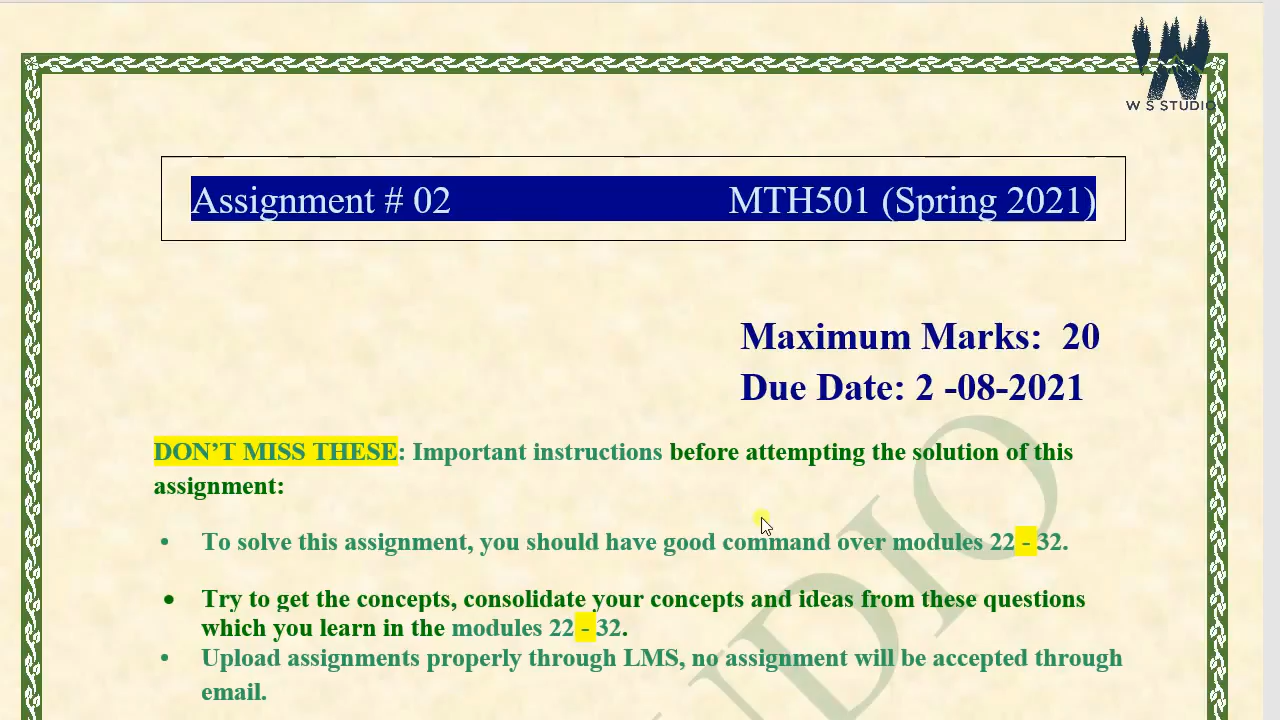 W S STUDIO
Assignment # 02 MTH501 (Spring 2021)
Maximum Marks: 20
Due Date: 2 -08-2021
DON'T MISS THESE: Important instructions before attempting the solution of this
assignment:
• To solve this assignment, you should have good command over modules 22 - 32.
• Try to get the concepts, consolidate your concepts and ideas from these questions
which you learn in the modules 22 - 32.
• Upload assignments properly through LMS, no assignment will be accepted through
email.
UDIO